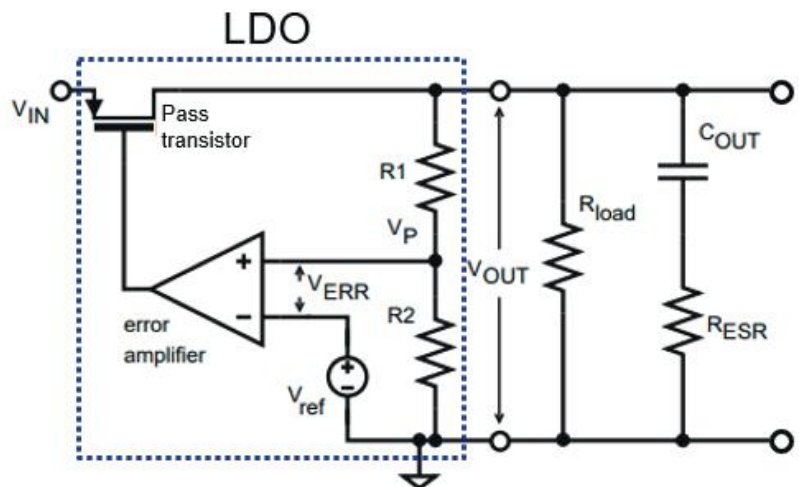 LDO
VIN
Pass
transistor
R1
VP
+
VERR
−
error
amplifier
R2
+
−
Vref
VOUT
Rload
COUT
RESR